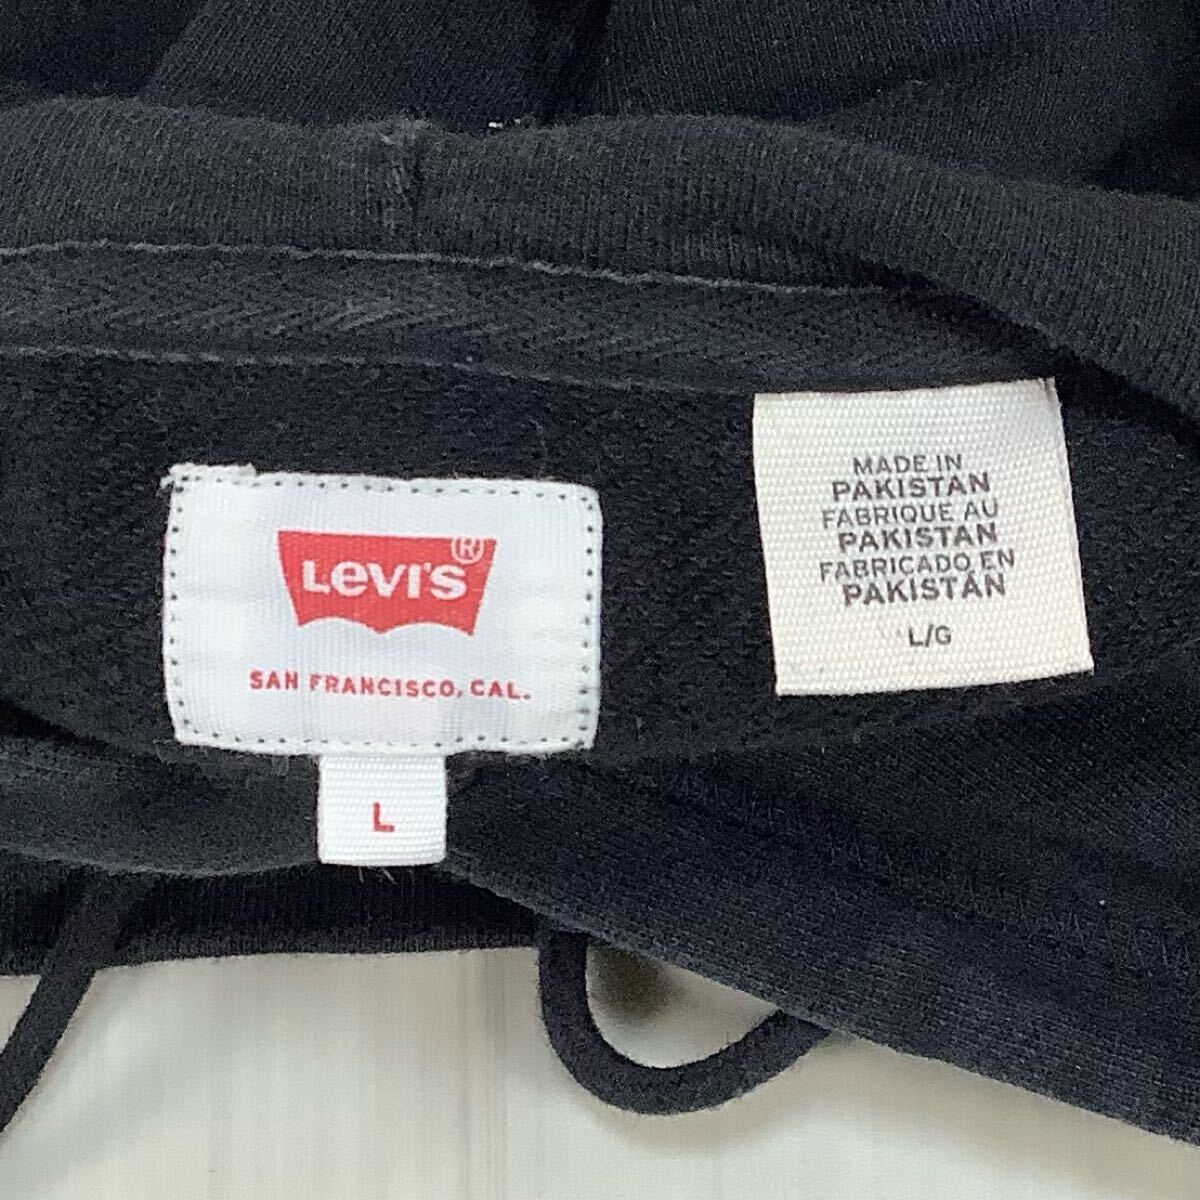 LEVI'S®
SAN FRANCISCO, CAL.
L
MADE IN
PAKISTAN
FABRIQUE AU
PAKISTAN
FABRICADO EN
PAKISTÁN
L/G